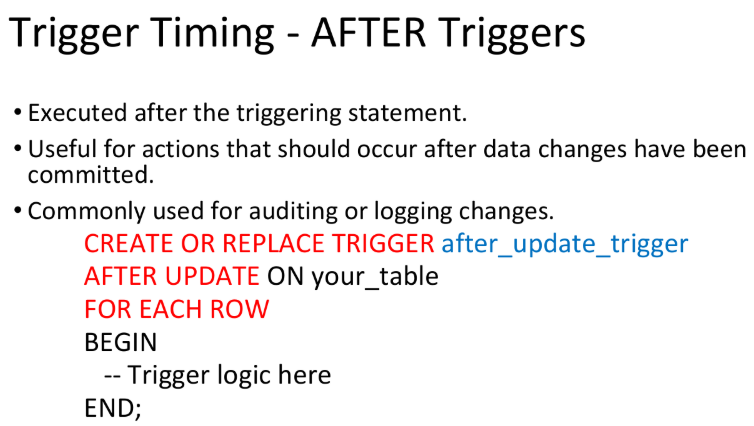 Trigger Timing - AFTER Triggers
• Executed after the triggering statement.
• Useful for actions that should occur after data changes have been
committed.
• Commonly used for auditing or logging changes.
CREATE OR REPLACE TRIGGER after_update_trigger
AFTER UPDATE ON your_table
FOR EACH ROW
BEGIN
-- Trigger logic here
END;